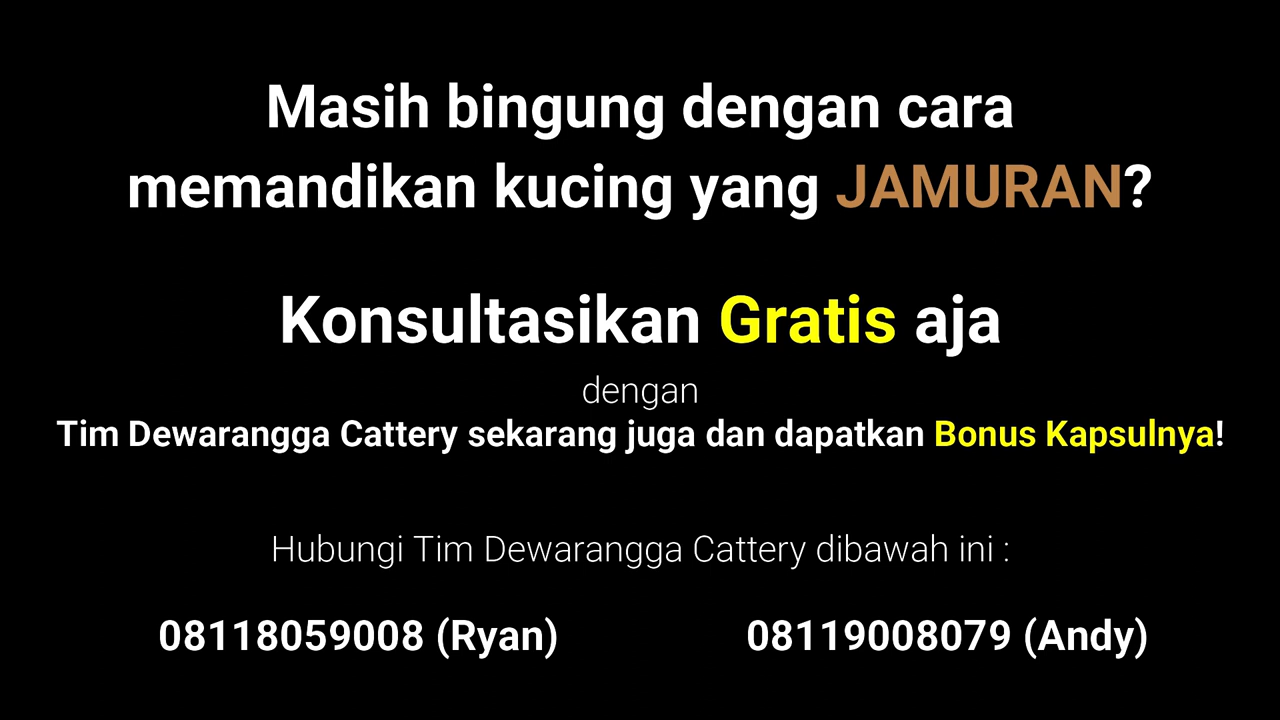 Masih bingung dengan cara
memandikan kucing yang JAMURAN?
Konsultasikan Gratis aja
dengan
Tim Dewarangga Cattery sekarang juga dan dapatkan Bonus Kapsulnya!
Hubungi Tim Dewarangga Cattery dibawah ini :
08118059008 (Ryan) 08119008079 (Andy)